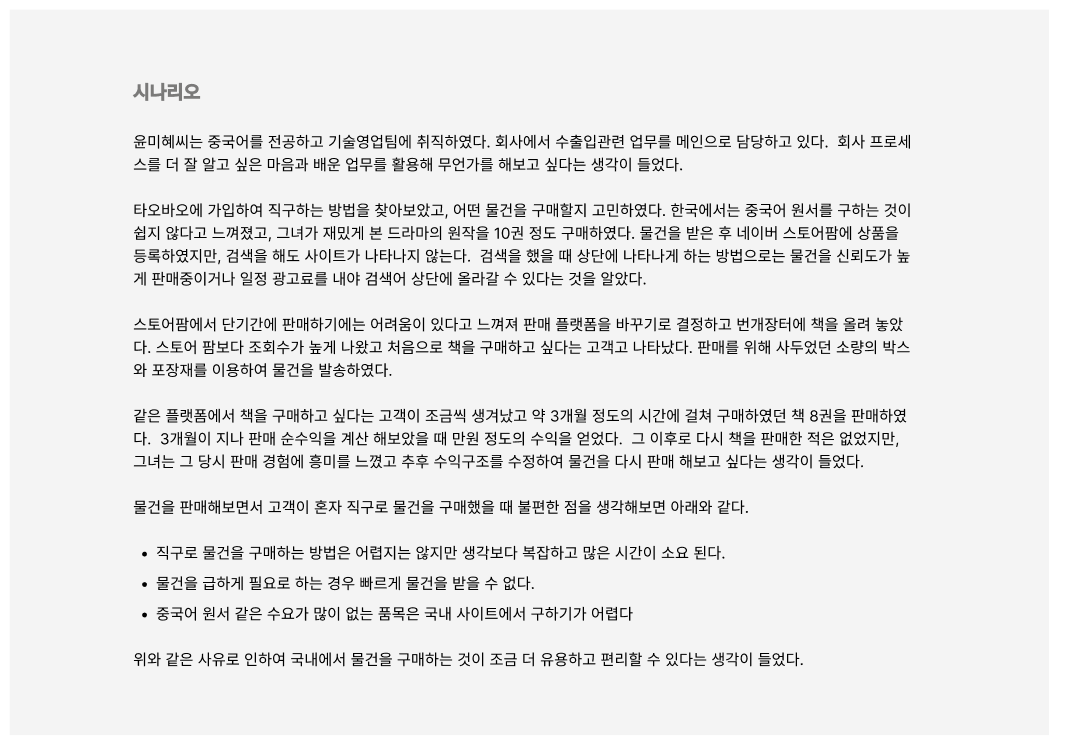 시나리오
윤미혜씨는 중국어를 전공하고 기술영업팀에 취직하였다. 회사에서 수출입관련 업무를 메인으로 담당하고 있다.  회사 프로세
스를 더 잘 알고 싶은 마음과 배운 업무를 활용해 무언가를 해보고 싶다는 생각이 들었다.
타오바오에 가입하여 직구하는 방법을 찾아보았고, 어떤 물건을 구매할지 고민하였다. 한국에서는 중국어 원서를 구하는 것이
쉽지 않다고 느껴졌고, 그녀가 재밌게 본 드라마의 원작을 10권 정도 구매하였다. 물건을 받은 후 네이버 스토어팜에 상품을
등록하였지만, 검색을 해도 사이트가 나타나지 않는다.  검색을 했을 때 상단에 나타나게 하는 방법으로는 물건을 신뢰도가 높
게 판매중이거나 일정 광고료를 내야 검색어 상단에 올라갈 수 있다는 것을 알았다.
스토어팜에서 단기간에 판매하기에는 어려움이 있다고 느껴져 판매 플랫폼을 바꾸기로 결정하고 번개장터에 책을 올려 놓았
다. 스토어 팜보다 조회수가 높게 나왔고 처음으로 책을 구매하고 싶다는 고객고 나타났다. 판매를 위해 사두었던 소량의 박스
와 포장재를 이용하여 물건을 발송하였다.
같은 플랫폼에서 책을 구매하고 싶다는 고객이 조금씩 생겨났고 약 3개월 정도의 시간에 걸쳐 구매하였던 책 8권을 판매하였
다.  3개월이 지나 판매 순수익을 계산 해보았을 때 만원 정도의 수익을 얻었다.  그 이후로 다시 책을 판매한 적은 없었지만,
그녀는 그 당시 판매 경험에 흥미를 느꼈고 추후 수익구조를 수정하여 물건을 다시 판매 해보고 싶다는 생각이 들었다.
물건을 판매해보면서 고객이 혼자 직구로 물건을 구매했을 때 불편한 점을 생각해보면 아래와 같다.
• 직구로 물건을 구매하는 방법은 어렵지는 않지만 생각보다 복잡하고 많은 시간이 소요 된다.
• 물건을 급하게 필요로 하는 경우 빠르게 물건을 받을 수 없다.
• 중국어 원서 같은 수요가 많이 없는 품목은 국내 사이트에서 구하기가 어렵다
위와 같은 사유로 인하여 국내에서 물건을 구매하는 것이 조금 더 유용하고 편리할 수 있다는 생각이 들었다.